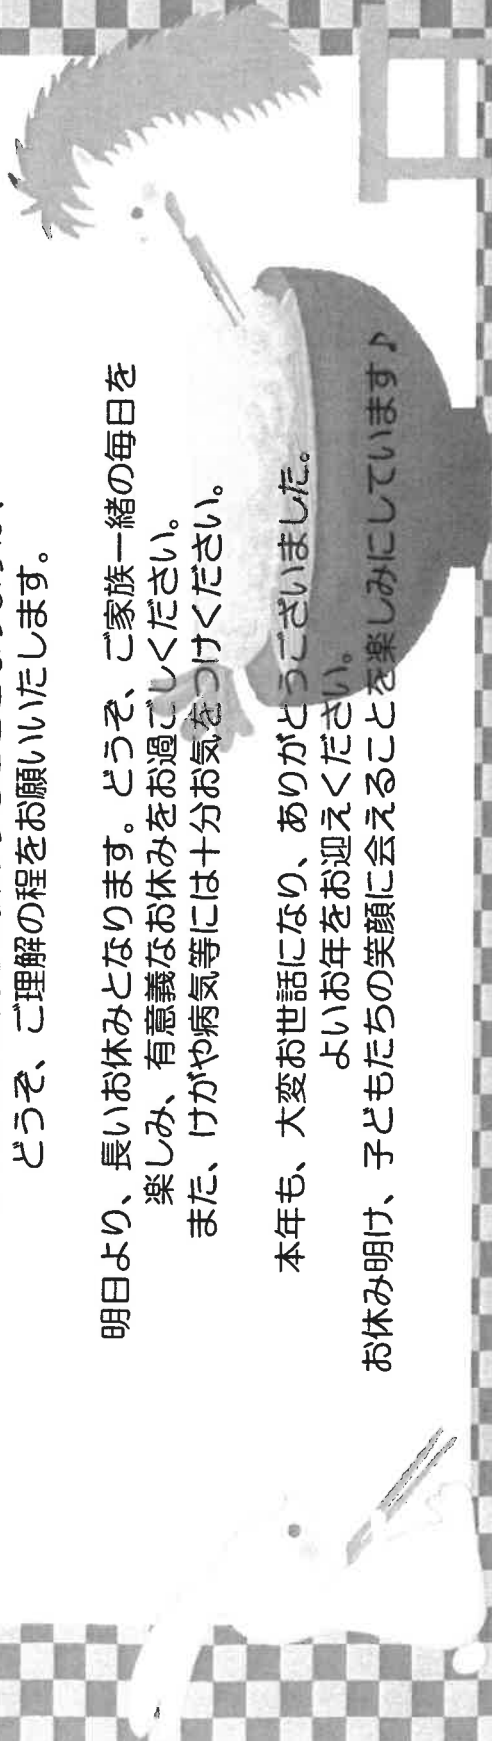 どうぞ、ご理解の程をお願いいたします。
明日より、長いお休みとなります。どうぞ、ご家族一緒の毎日を
楽しみ、有意義なお休みをお過ごしください。
また、けがや病気等には十分お気をつけください。
本年も、大変お世話になり、ありがとうございました。
よいお年をお迎えください。
お休み明け、子どもたちの笑顔に会えることを楽しみにしています♪